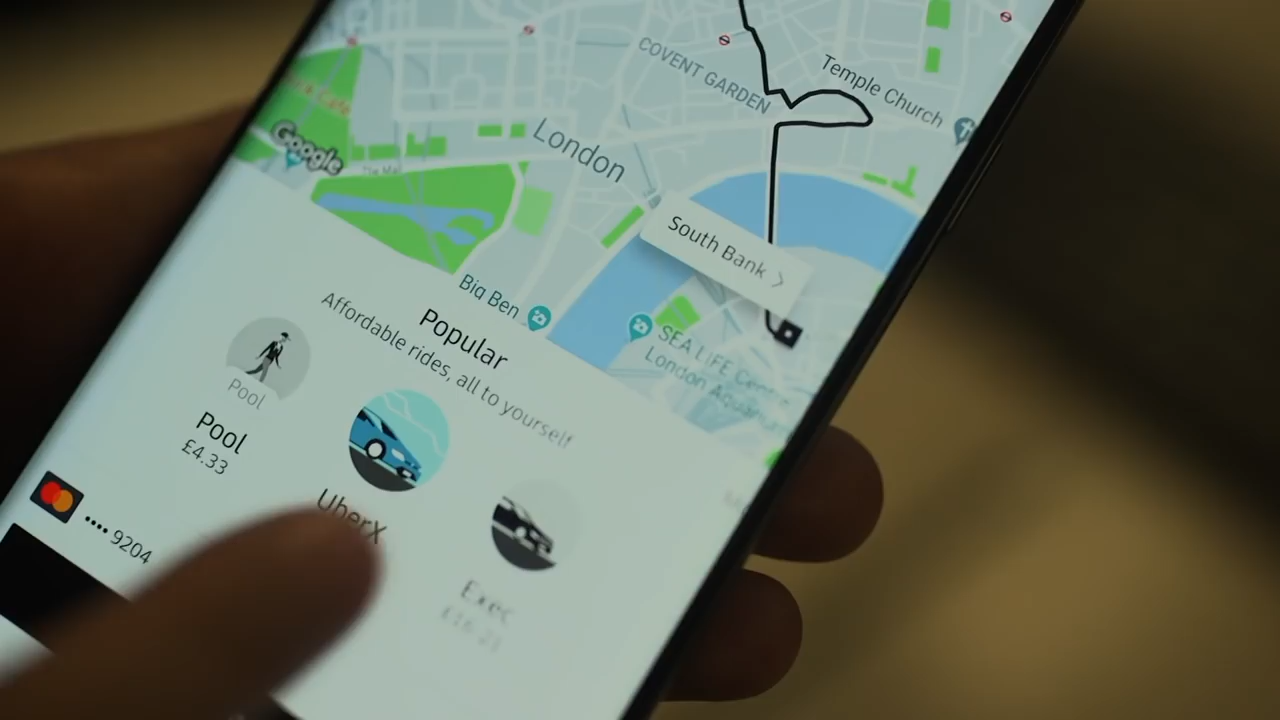 COVENT GARDEN
Temple Church
London
Google
South Bank
Big Ben
SEA LIFE Centre
London Aquarium
Popular
Affordable rides, all to yourself
Pool
Pool
£4.33
UberX
Exec
•••• 9204